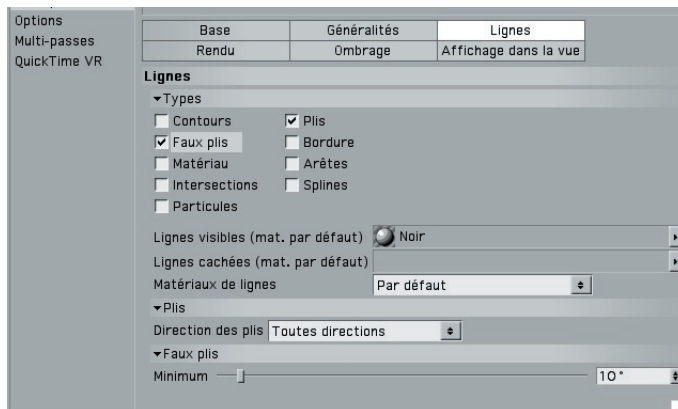 Options
Multi-passes
QuickTime VR
Base Généralités Lignes
Rendu Ombrage Affichage dans la vue
Lignes
Types
Contours Plis
Faux plis Bordure
Matériau Arêtes
Intersections Splines
Particules
Lignes visibles (mat. par défaut) Noir
Lignes cachées (mat. par défaut)
Matériaux de lignes Par défaut
Plis
Direction des plis Toutes directions
Faux plis
Minimum 10°